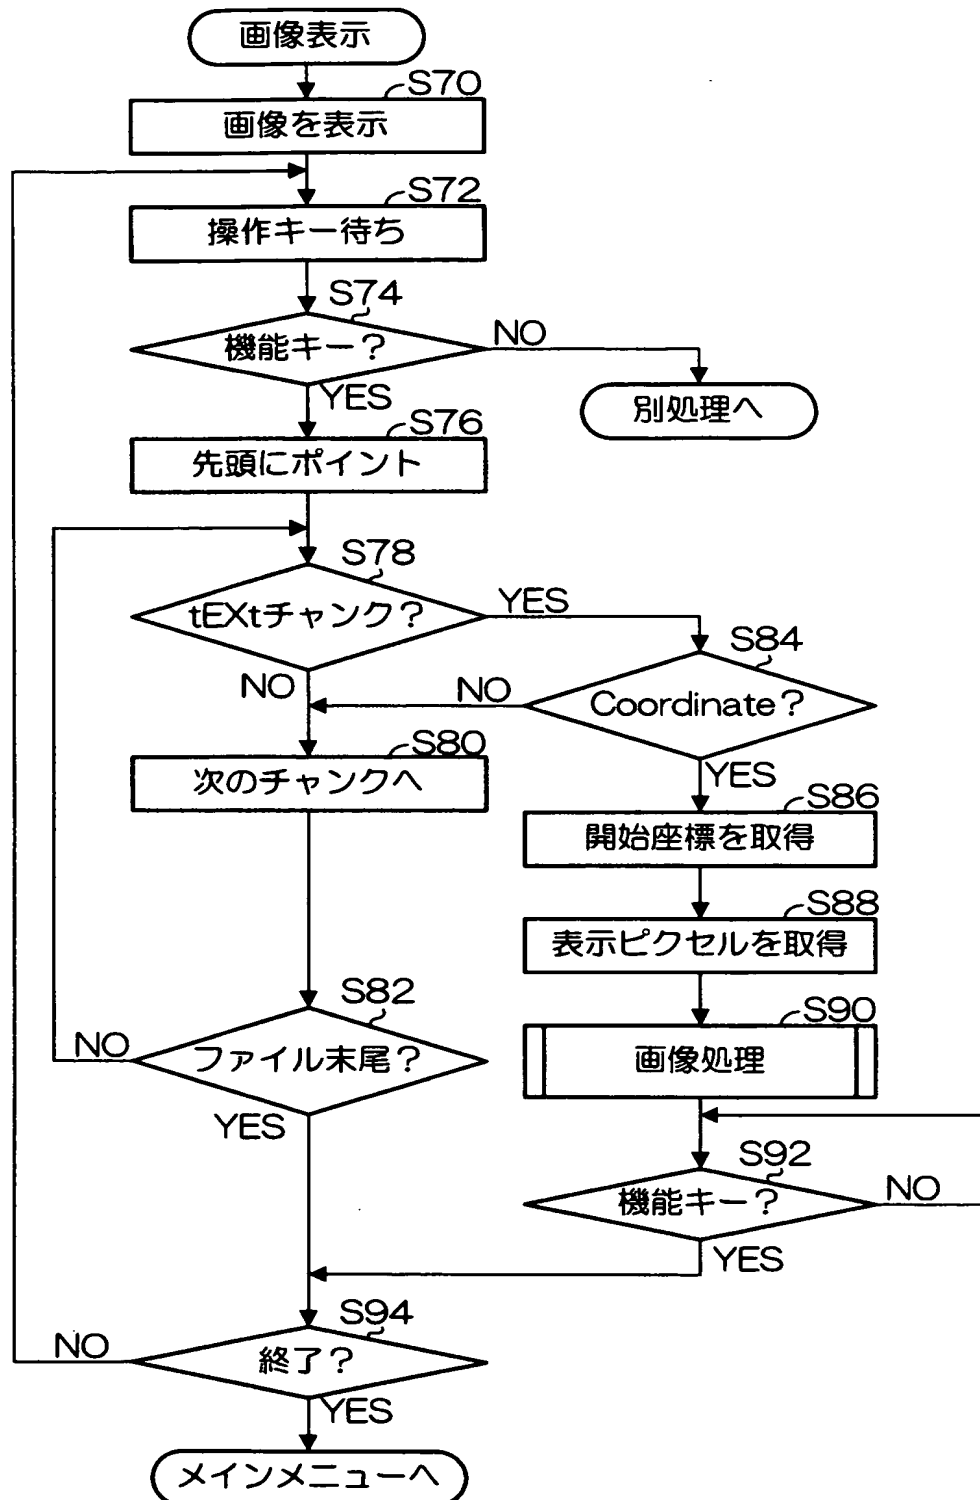 画像表示
S70
画像を表示
S72
操作キー待ち
S74
機能キー?
NO
YES
別処理へ
S76
先頭にポイント
S78
tEXtチャンク?
YES
NO
S84
Coordinate?
NO
YES
S80
次のチャンクへ
S86
開始座標を取得
S88
表示ピクセルを取得
S82
ファイル末尾?
NO
YES
S90
画像処理
S92
機能キー?
NO
YES
S94
終了?
NO
YES
メインメニューへ